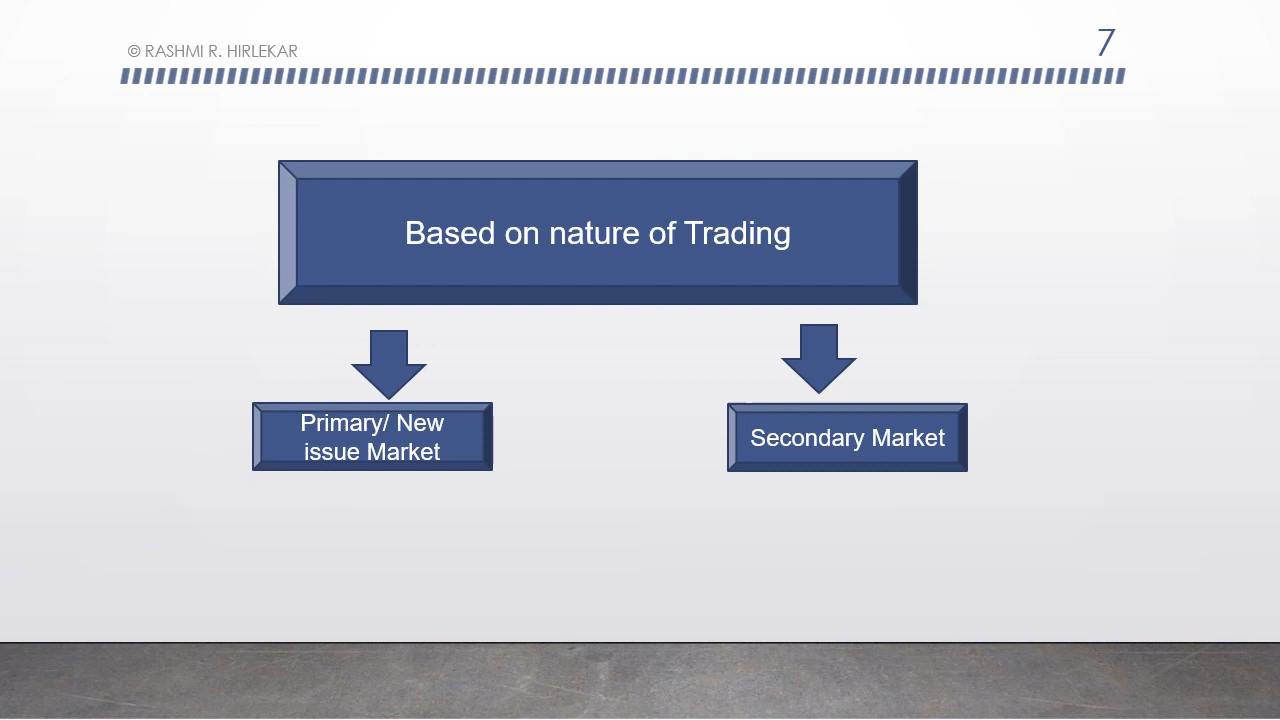 © RASHMI R. HIRLEKAR
7
Based on nature of Trading
Primary/ New
issue Market
Secondary Market